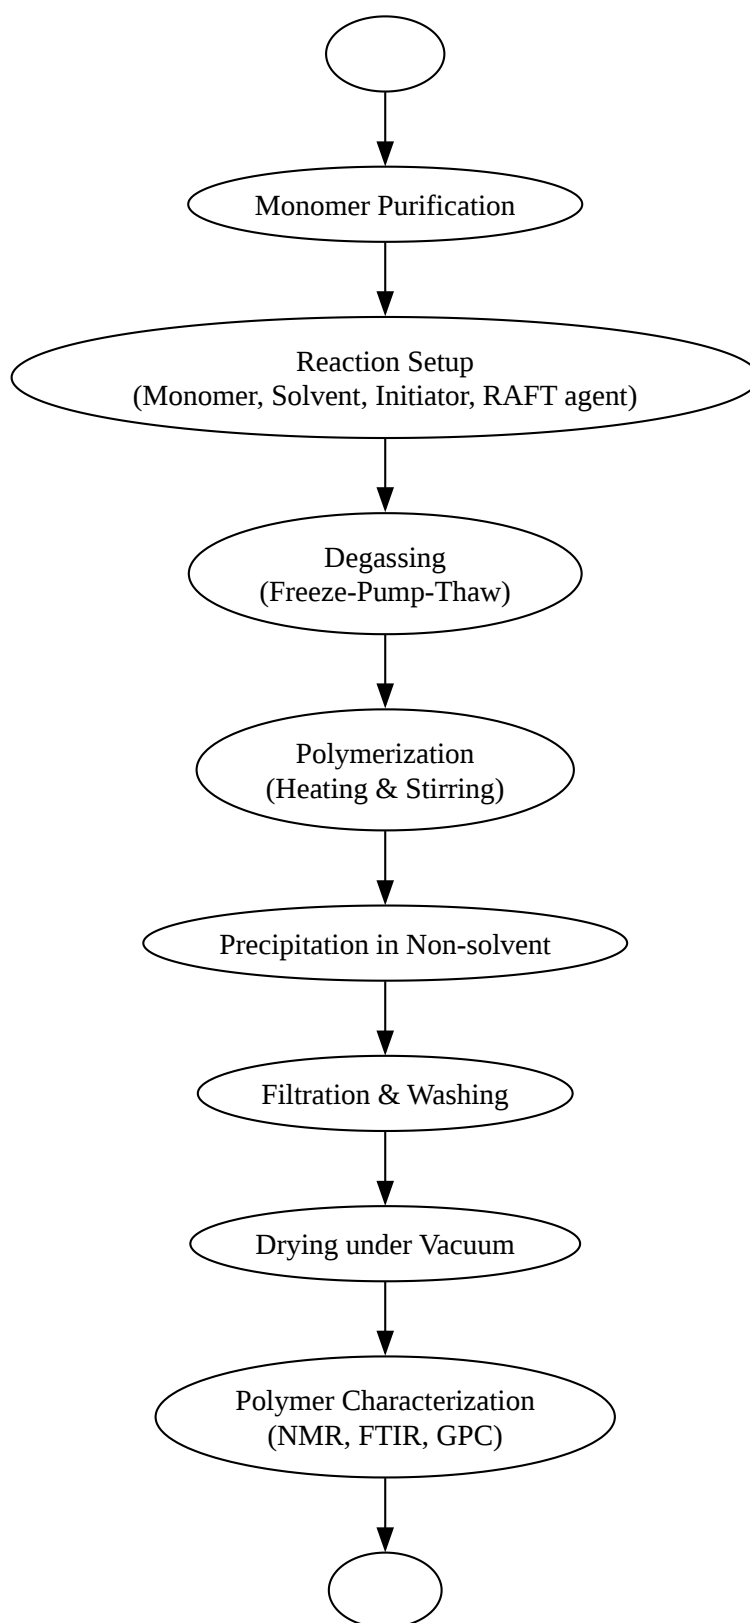 Monomer Purification
Reaction Setup
(Monomer, Solvent, Initiator, RAFT agent)
Degassing
(Freeze-Pump-Thaw)
Polymerization
(Heating & Stirring)
Precipitation in Non-solvent
Filtration & Washing
Drying under Vacuum
Polymer Characterization
(NMR, FTIR, GPC)